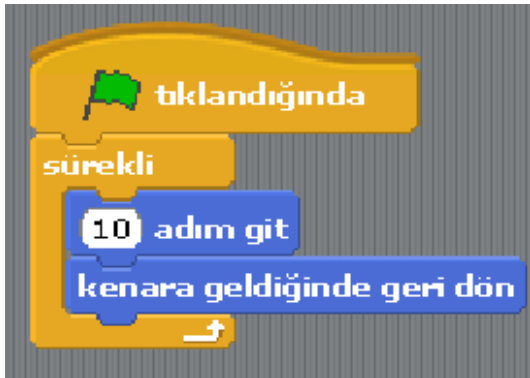 tıklandığında
sürekli
10 adım git
kenara geldiğinde geri dön